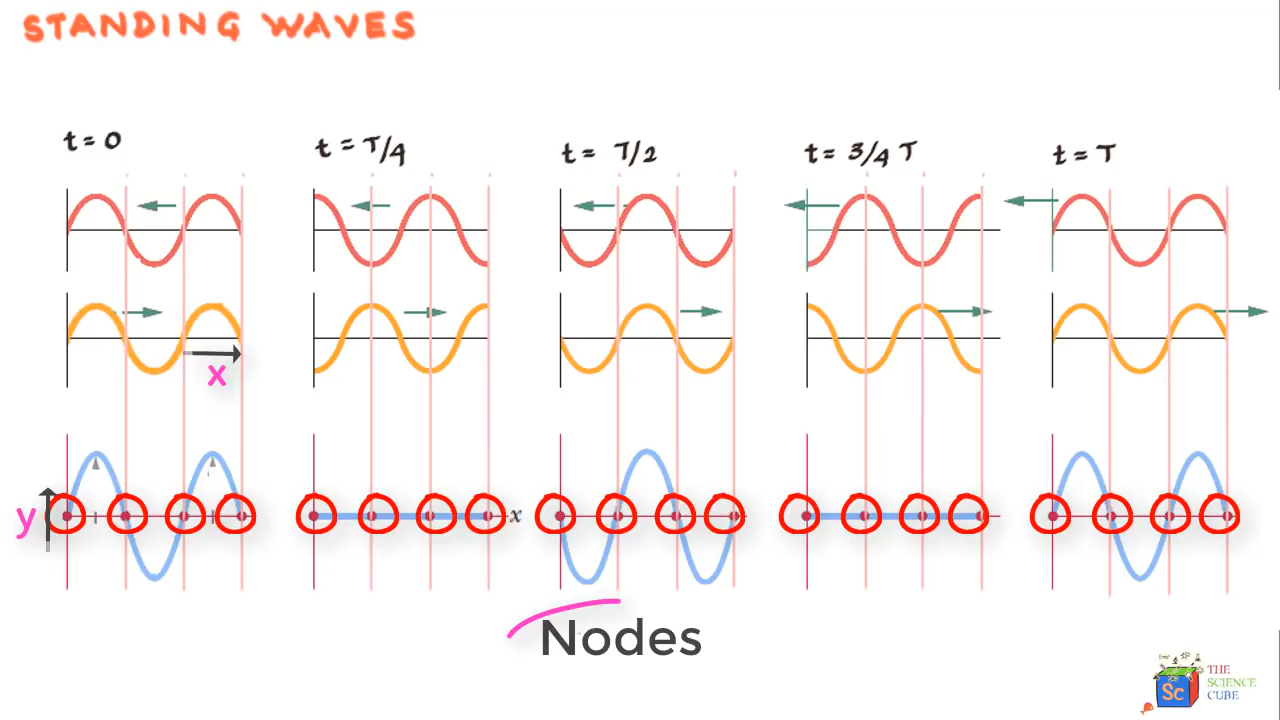 STANDING WAVES
t = 0
t = T/4
t = T/2
t = 3/4 T
t = T
x
y
x
Nodes
Sc
THE
SCIENCE
CUBE